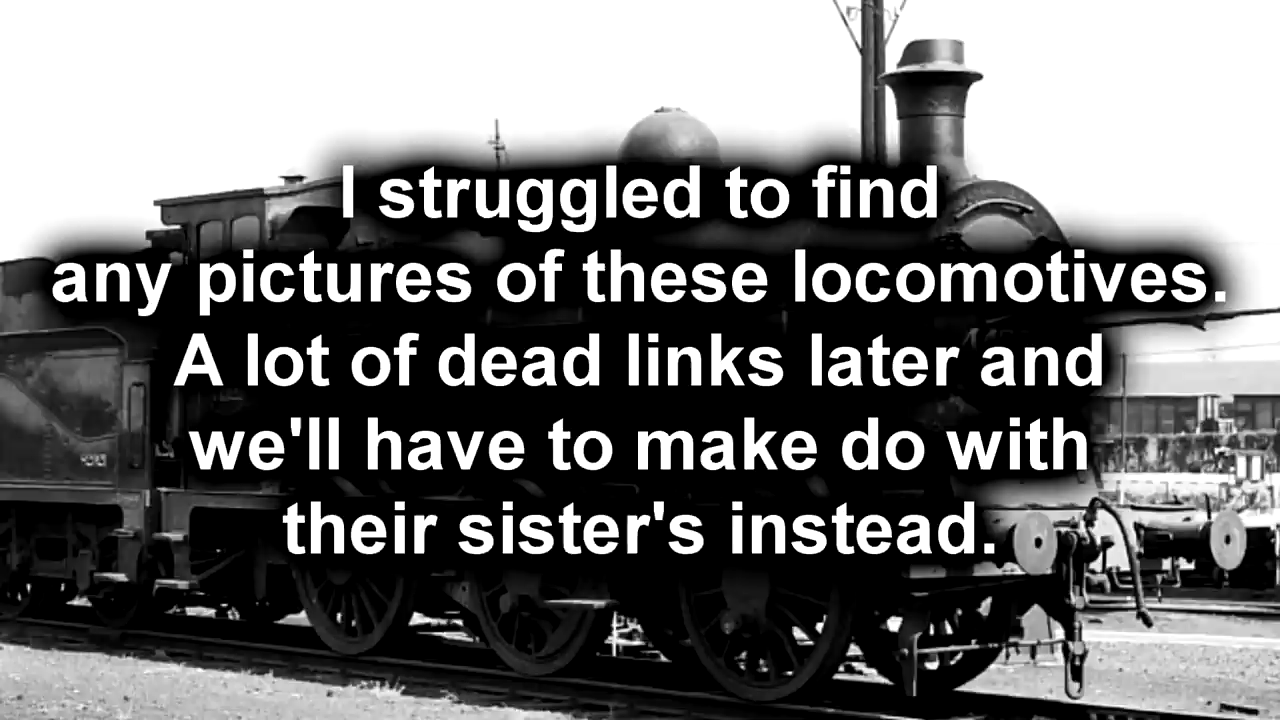 I struggled to find
any pictures of these locomotives.
A lot of dead links later and
we'll have to make do with
their sister's instead.